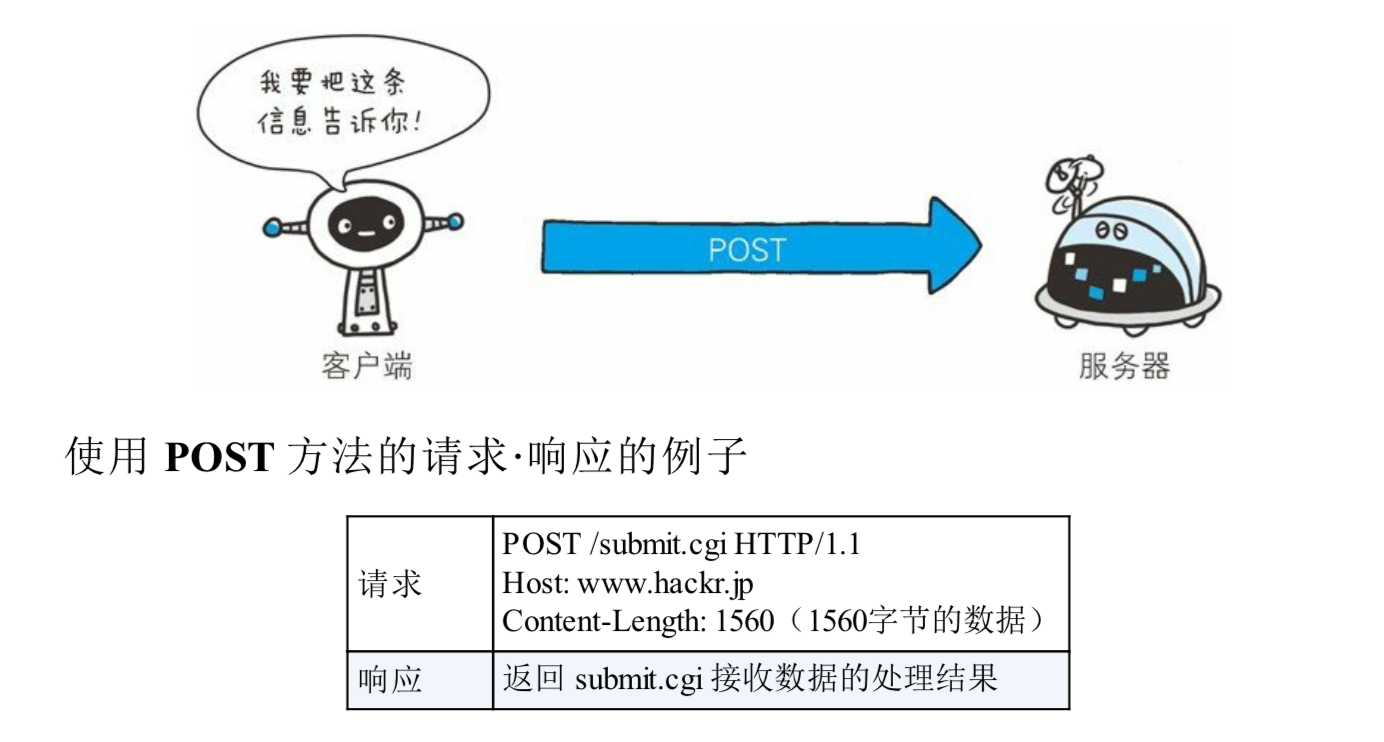 我要把这条
信息告诉你!
POST
客户端
服务器
使用 POST 方法的请求·响应的例子
请求
POST /submit.cgi HTTP/1.1
Host: www.hackr.jp
Content-Length: 1560（1560字节的数据）
响应
返回 submit.cgi 接收数据的处理结果